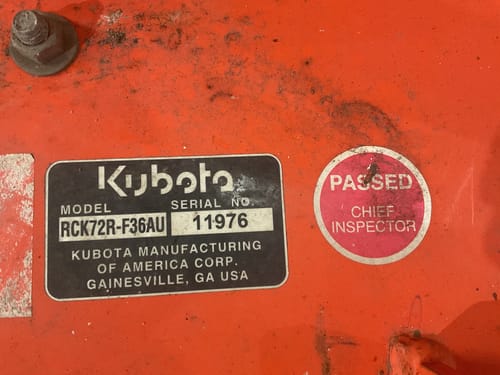 Kubota
MODEL SERIAL NO.
RCK72R-F36AU 11976
KUBOTA MANUFACTURING
OF AMERICA CORP.
GAINESVILLE, GA USA
PASSED
CHIEF
INSPECTOR